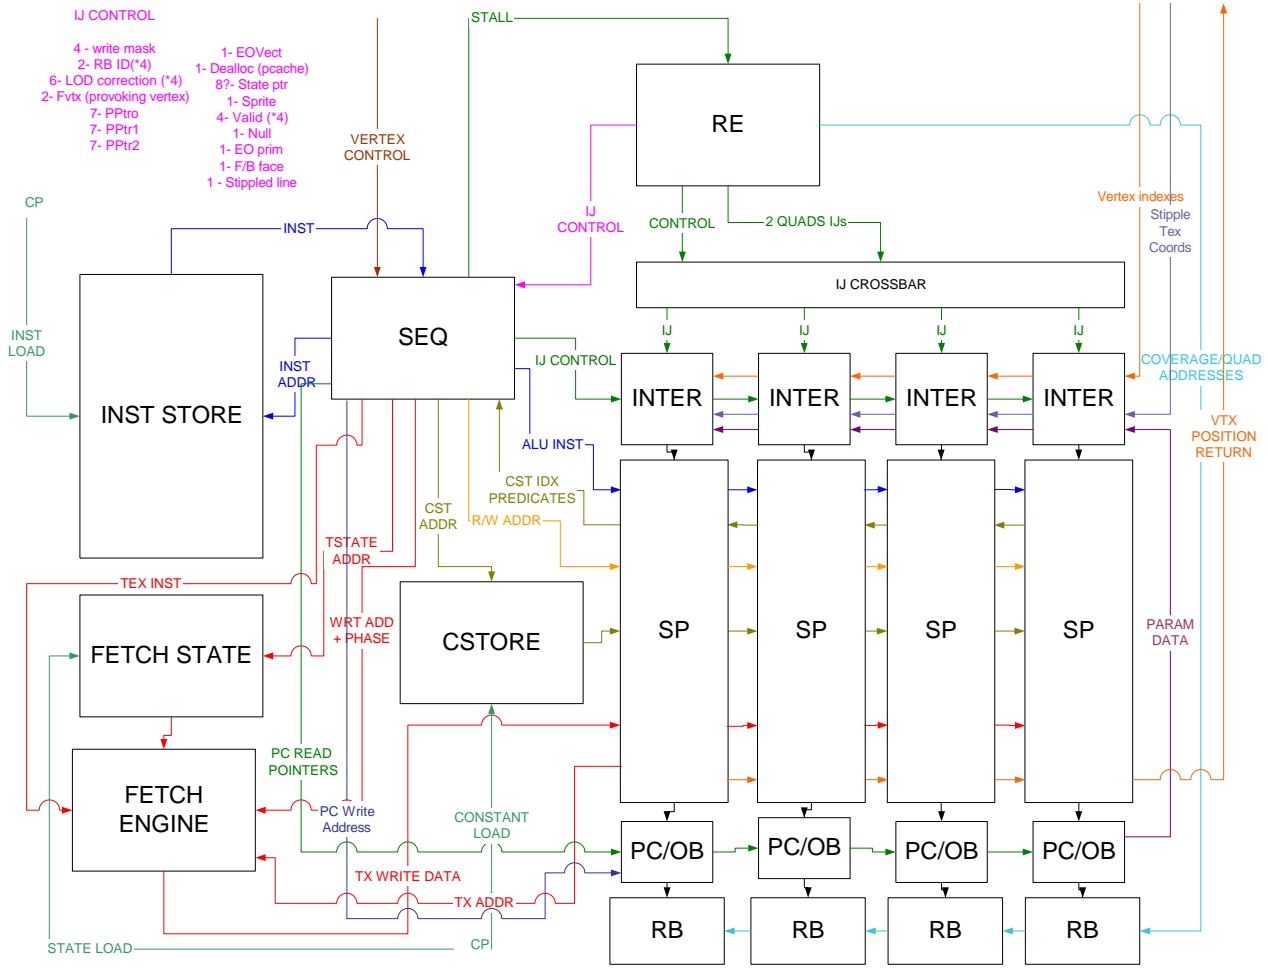 IJ CONTROL
4 - write mask
2- RB ID(*4)
6- LOD correction (*4)
2- Fvtx (provoking vertex)
7- PPtro
7- PPtr1
7- PPtr2
1- EOVect
1- Dealloc (pcache)
8?- State ptr
1- Sprite
4- Valid (*4)
1- Null
1- EO prim
1- F/B face
1 - Stippled line
STALL
RE
VERTEX
CONTROL
CP
INST
IJ
CONTROL
CONTROL
2 QUADS IJs
Vertex indexes
Stipple
Tex
Coords
IJ CROSSBAR
INST
LOAD
INST STORE
SEQ
INST
ADDR
IJ CONTROL
IJ
IJ
IJ
IJ
INTER
INTER
INTER
INTER
COVERAGE/QUAD
ADDRESSES
VTX
POSITION
RETURN
ALU INST
CST IDX
PREDICATES
CST
ADDR
R/W ADDR
TSTATE
ADDR
TEX INST
WRT ADD
+ PHASE
FETCH STATE
CSTORE
SP
SP
SP
SP
PARAM
DATA
PC READ
POINTERS
FETCH
ENGINE
PC Write
Address
CONSTANT
LOAD
PC/OB
PC/OB
PC/OB
PC/OB
TX WRITE DATA
TX ADDR
RB
RB
RB
RB
STATE LOAD
CP